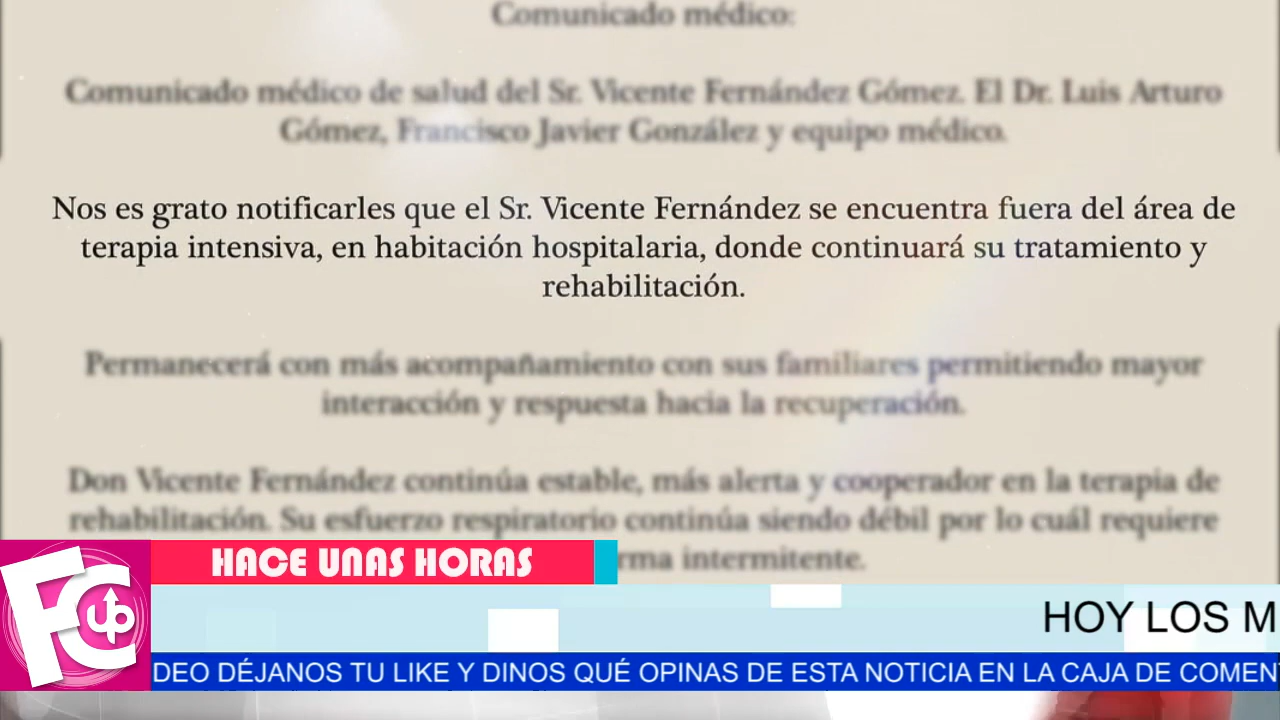 Comunicado médico:
Comunicado médico de salud del Sr. Vicente Fernández Gómez. El Dr. Luis Arturo
Gómez, Francisco Javier González y equipo médico.
Nos es grato notificarles que el Sr. Vicente Fernández se encuentra fuera del área de
terapia intensiva, en habitación hospitalaria, donde continuará su tratamiento y
rehabilitación.
Permanecerá con más acompañamiento con sus familiares permitiendo mayor
interacción y respuesta hacia la recuperación.
Don Vicente Fernández continúa estable, más alerta y cooperador en la terapia de
rehabilitación. Su esfuerzo respiratorio continúa siendo débil por lo cuál requiere
rma intermitente.
HACE UNAS HORAS
FC up
HOY LOS M
DEO DÉJANOS TU LIKE Y DINOS QUÉ OPINAS DE ESTA NOTICIA EN LA CAJA DE COMEN